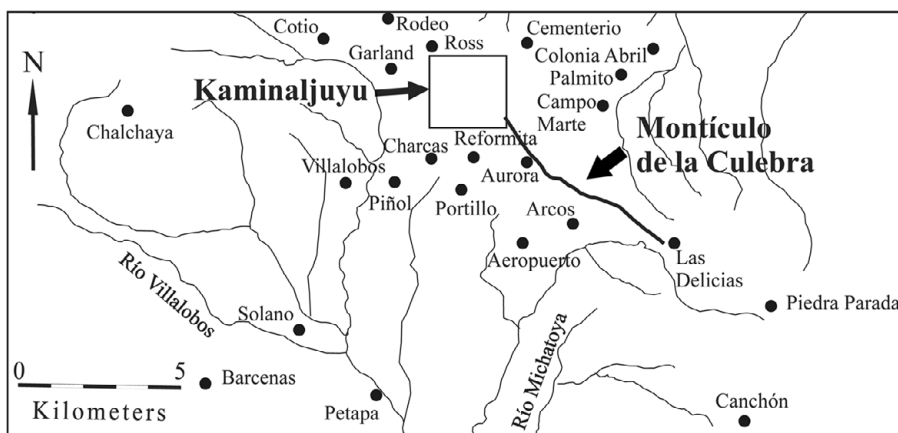 Rodeo
Cotio
Cementerio
Ross
Garland
Colonia Abril
N
Palmito
Kaminaljuyu
Campo
Marte
Chalchaya
Montículo
de la Culebra
Reformita
Charcas
Villalobos
Aurora
Piñol
Portillo
Arcos
Aeropuerto
Las
Delicias
Río Villalobos
Piedra Parada
Solano
Río Michatoya
0 5
Barcenas
Kilometers
Petapa
Canchón